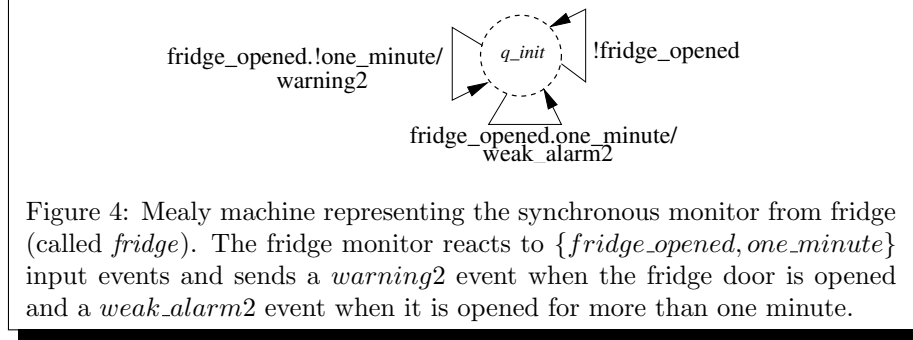 fridge_opened.!one_minute/
warning2
q_init
!fridge_opened
fridge_opened.one_minute/
weak_alarm2
Figure 4: Mealy machine representing the synchronous monitor from fridge
(called fridge). The fridge monitor reacts to {fridge_opened, one_minute}
input events and sends a warning2 event when the fridge door is opened
and a weak_alarm2 event when it is opened for more than one minute.